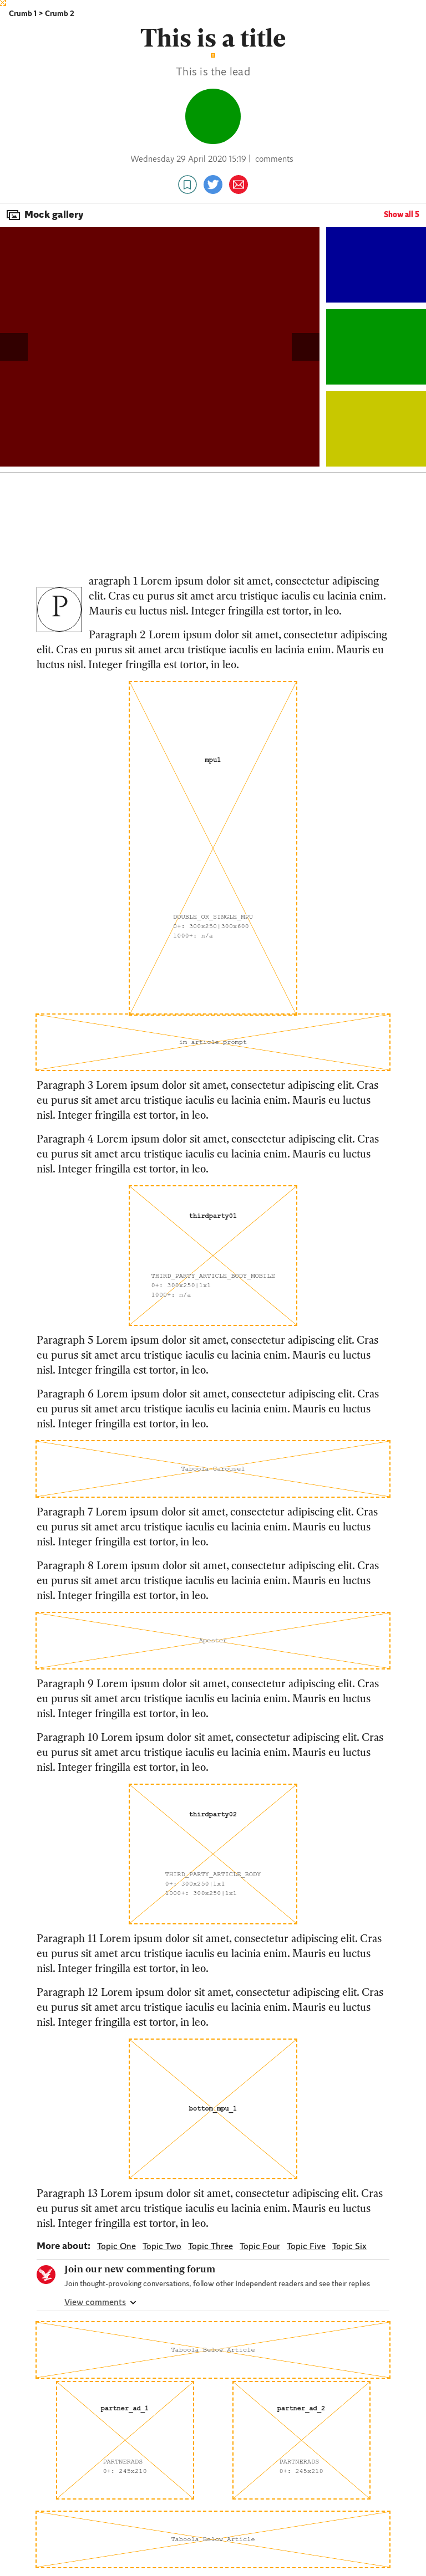 Crumb 1 > Crumb 2
This is a title
This is the lead
Wednesday 29 April 2020 15:19 | comments
Mock gallery
Show all 5
P
aragraph 1 Lorem ipsum dolor sit amet, consectetur adipiscing
elit. Cras eu purus sit amet arcu tristique iaculis eu lacinia enim.
Mauris eu luctus nisl. Integer fringilla est tortor, in leo.
Paragraph 2 Lorem ipsum dolor sit amet, consectetur adipiscing
elit. Cras eu purus sit amet arcu tristique iaculis eu lacinia enim. Mauris eu
luctus nisl. Integer fringilla est tortor, in leo.
mpu1
DOUBLE_OR_SINGLE_MPU
0+: 300x250|300x600
1000+: n/a
im article prompt
Paragraph 3 Lorem ipsum dolor sit amet, consectetur adipiscing elit. Cras
eu purus sit amet arcu tristique iaculis eu lacinia enim. Mauris eu luctus
nisl. Integer fringilla est tortor, in leo.
Paragraph 4 Lorem ipsum dolor sit amet, consectetur adipiscing elit. Cras
eu purus sit amet arcu tristique iaculis eu lacinia enim. Mauris eu luctus
nisl. Integer fringilla est tortor, in leo.
thirdparty01
THIRD_PARTY_ARTICLE_BODY_MOBILE
0+: 300x250|1x1
1000+: n/a
Paragraph 5 Lorem ipsum dolor sit amet, consectetur adipiscing elit. Cras
eu purus sit amet arcu tristique iaculis eu lacinia enim. Mauris eu luctus
nisl. Integer fringilla est tortor, in leo.
Paragraph 6 Lorem ipsum dolor sit amet, consectetur adipiscing elit. Cras
eu purus sit amet arcu tristique iaculis eu lacinia enim. Mauris eu luctus
nisl. Integer fringilla est tortor, in leo.
Taboola Carousel
Paragraph 7 Lorem ipsum dolor sit amet, consectetur adipiscing elit. Cras
eu purus sit amet arcu tristique iaculis eu lacinia enim. Mauris eu luctus
nisl. Integer fringilla est tortor, in leo.
Paragraph 8 Lorem ipsum dolor sit amet, consectetur adipiscing elit. Cras
eu purus sit amet arcu tristique iaculis eu lacinia enim. Mauris eu luctus
nisl. Integer fringilla est tortor, in leo.
Apester
Paragraph 9 Lorem ipsum dolor sit amet, consectetur adipiscing elit. Cras
eu purus sit amet arcu tristique iaculis eu lacinia enim. Mauris eu luctus
nisl. Integer fringilla est tortor, in leo.
Paragraph 10 Lorem ipsum dolor sit amet, consectetur adipiscing elit. Cras
eu purus sit amet arcu tristique iaculis eu lacinia enim. Mauris eu luctus
nisl. Integer fringilla est tortor, in leo.
thirdparty02
THIRD_PARTY_ARTICLE_BODY
0+: 300x250|1x1
1000+: 300x250|1x1
Paragraph 11 Lorem ipsum dolor sit amet, consectetur adipiscing elit. Cras
eu purus sit amet arcu tristique iaculis eu lacinia enim. Mauris eu luctus
nisl. Integer fringilla est tortor, in leo.
Paragraph 12 Lorem ipsum dolor sit amet, consectetur adipiscing elit. Cras
eu purus sit amet arcu tristique iaculis eu lacinia enim. Mauris eu luctus
nisl. Integer fringilla est tortor, in leo.
bottom_mpu_1
Paragraph 13 Lorem ipsum dolor sit amet, consectetur adipiscing elit. Cras
eu purus sit amet arcu tristique iaculis eu lacinia enim. Mauris eu luctus
nisl. Integer fringilla est tortor, in leo.
More about: Topic One Topic Two Topic Three Topic Four Topic Five Topic Six
Join our new commenting forum
Join thought-provoking conversations, follow other Independent readers and see their replies
View comments
Taboola Below Article
partner_ad_1
PARTNERADS
0+: 245x210
partner_ad_2
PARTNERADS
0+: 245x210
Taboola Below Article